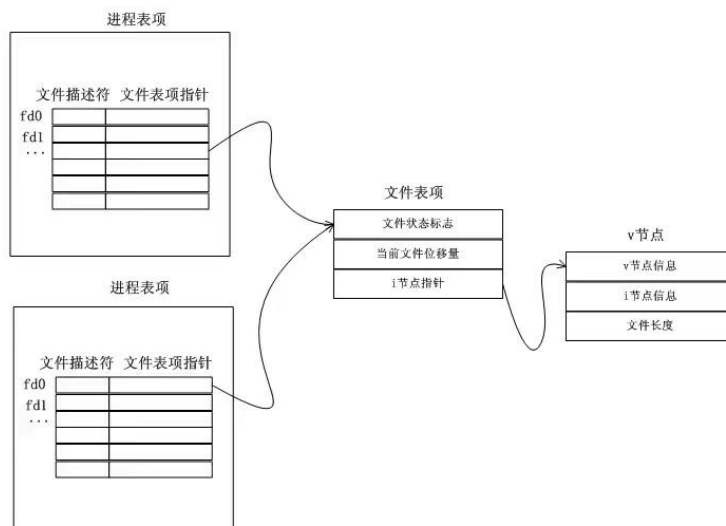 进程表项
文件描述符 文件表项指针
fd0
fd1
...
文件表项
文件状态标志
当前文件位移量
i节点指针
v节点
v节点信息
i节点信息
文件长度
进程表项
文件描述符 文件表项指针
fd0
fd1
...